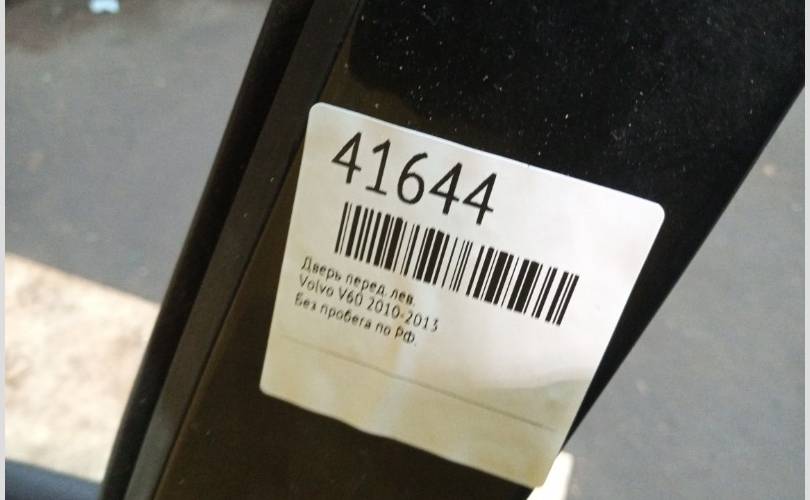 41644
Дверь перед. лев.
Volvo V60 2010-2013
Без пробега по РФ.